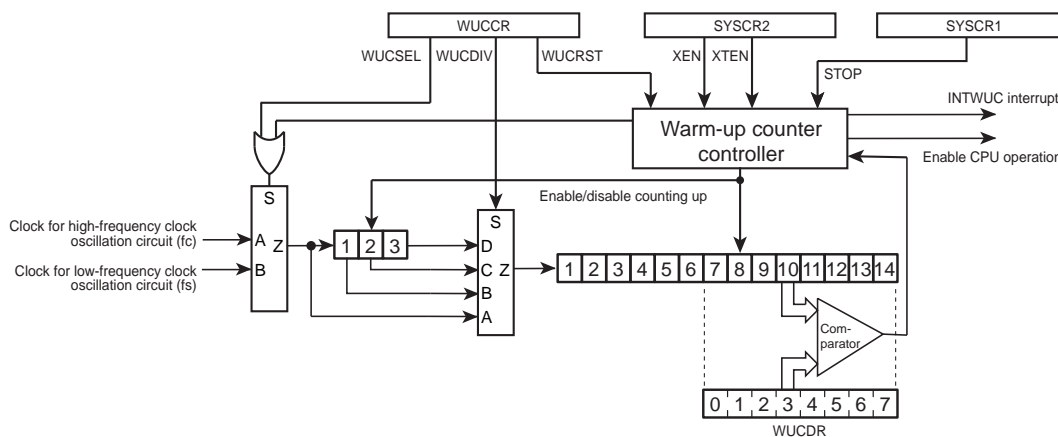 WUCCR
SYSCR2
SYSCR1
WUCSEL
WUCDIV
WUCRST
XEN
XTEN
STOP
INTWUC interrupt
Warm-up counter
controller
Enable CPU operation
S
Enable/disable counting up
S
Clock for high-frequency clock
oscillation circuit (fc)
A
Z
1 2 3
D
Clock for low-frequency clock
oscillation circuit (fs)
B
C
Z
B
A
1 2 3 4 5 6 7 8 9 10 11 12 13 14
Com-
parator
0 1 2 3 4 5 6 7
WUCDR